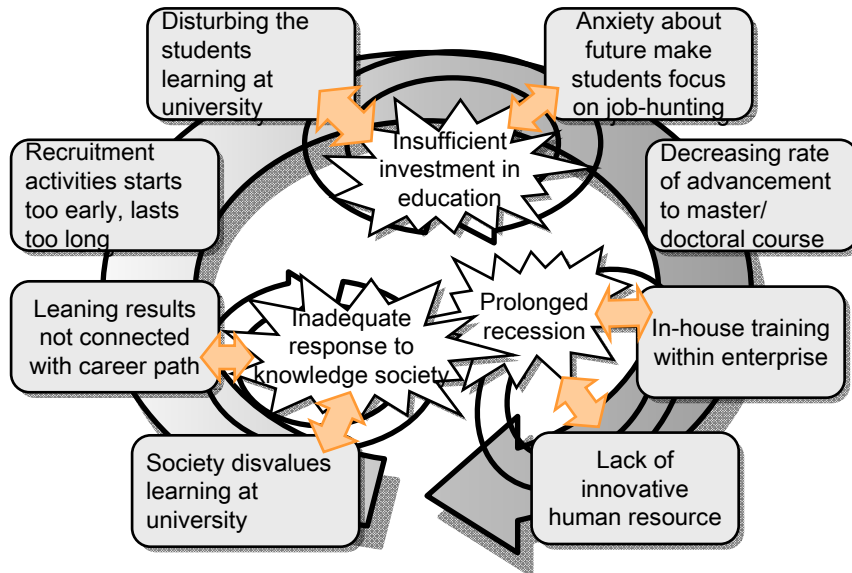 Disturbing the
students
learning at
university
Anxiety about
future make
students focus
on job-hunting
Insufficient
investment in
education
Recruitment
activities starts
too early, lasts
too long
Decreasing rate
of advancement
to master/
doctoral course
Leaning results
not connected
with career path
Inadequate
response to
knowledge society
Prolonged
recession
In-house training
within enterprise
Society disvalues
learning at
university
Lack of
innovative
human resource